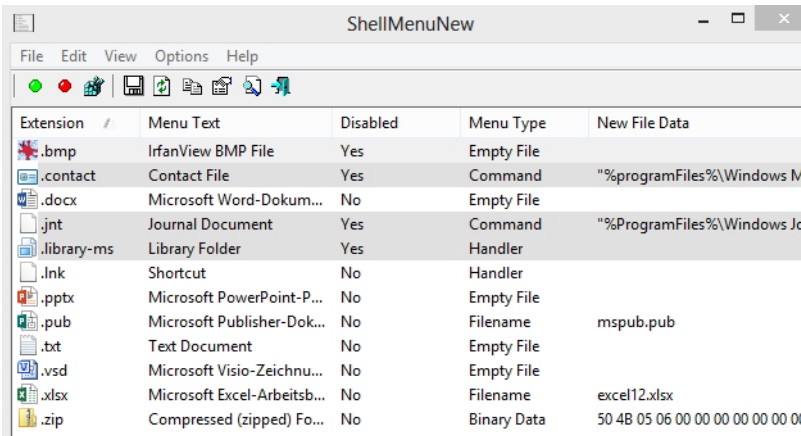 ShellMenuNew
File Edit View Options Help
Extension Menu Text Disabled Menu Type New File Data
.bmp IrfanView BMP File Yes Empty File
.contact Contact File Yes Command "%programFiles%\Windows M
.docx Microsoft Word-Dokum... No Empty File
.jnt Journal Document Yes Command "%ProgramFiles%\Windows Jo
.library-ms Library Folder Yes Handler
.lnk Shortcut No Handler
.pptx Microsoft PowerPoint-P... No Empty File
.pub Microsoft Publisher-Dok... No Filename mspub.pub
.txt Text Document No Empty File
.vsd Microsoft Visio-Zeichnu... No Empty File
.xlsx Microsoft Excel-Arbeitsb... No Filename excel12.xlsx
.zip Compressed (zipped) Fo... No Binary Data 50 4B 05 06 00 00 00 00 00 00